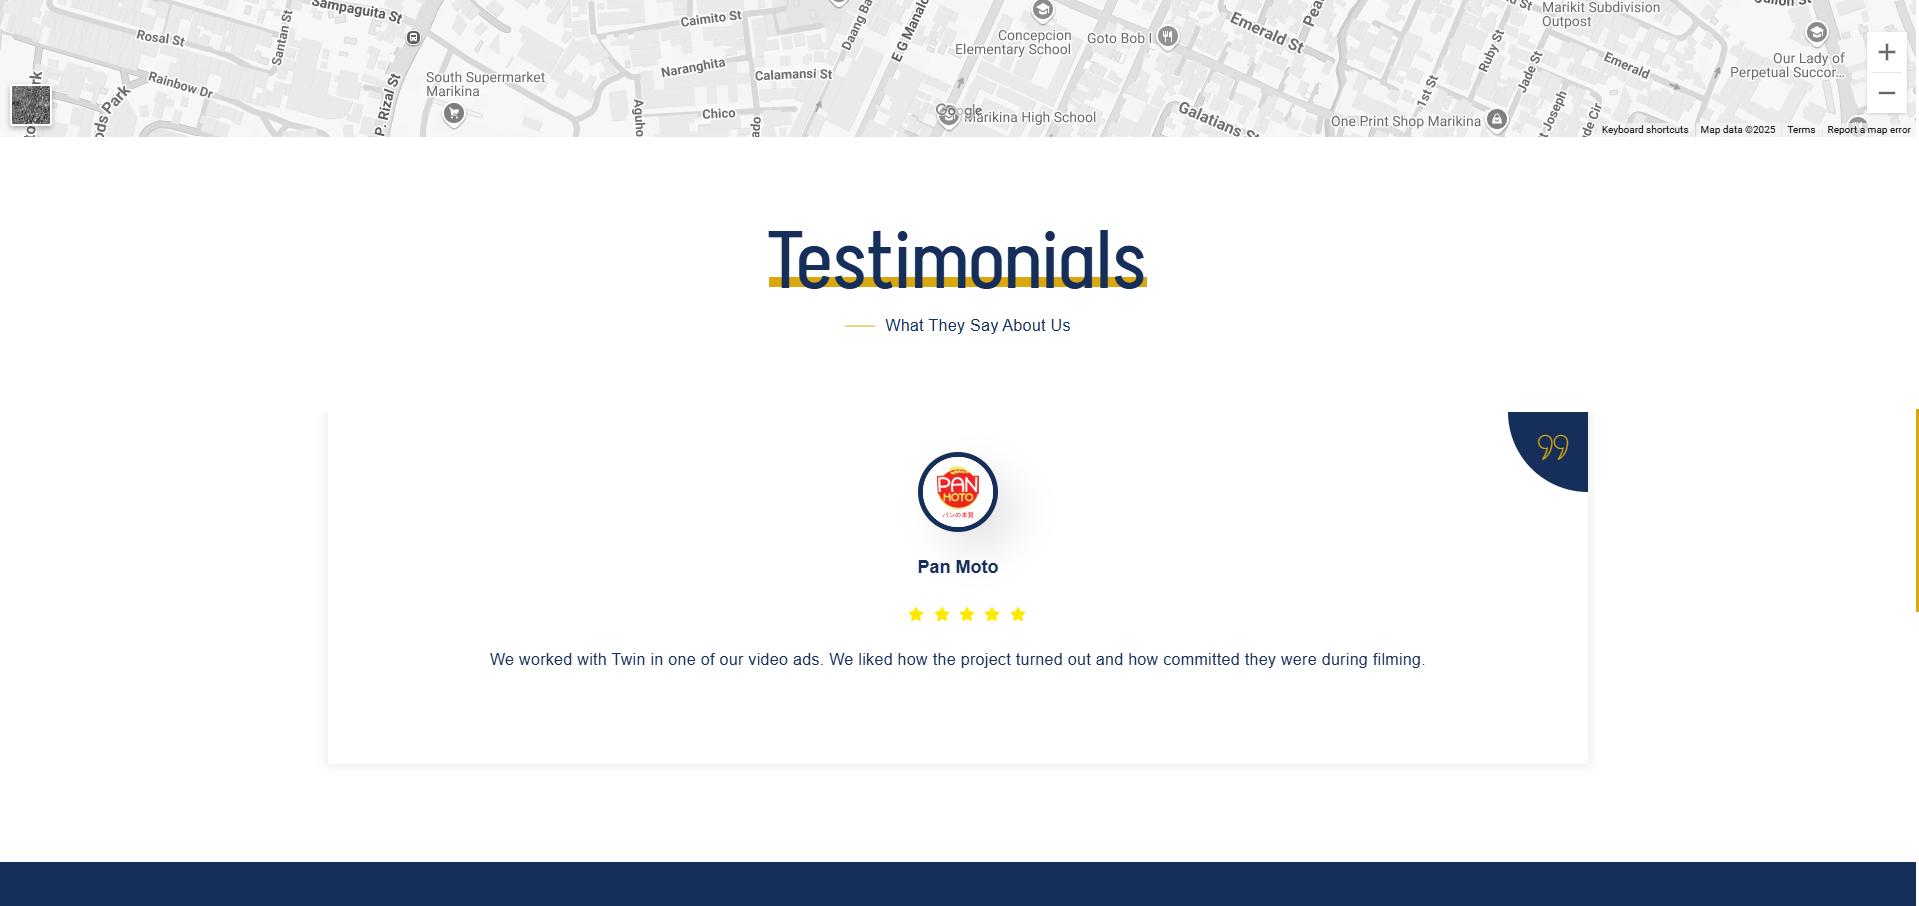 Sampaguita St
Caimito St
Daang Ba
E G Manalo
Concepcion
Elementary School
Goto Bob I
Emerald St
Marikit Subdivision
Outpost
Rosal St
Santan St
Naranghita
Calamansi St
South Supermarket
Marikina
Rainbow Dr
P. Rizal St
Aguho
Chico
Google
Marikina High School
Galatians S
One Print Shop Marikina
1st St
Ruby St
Jade St
Emerald
Our Lady of
Perpetual Succor...
t Joseph
Keyboard shortcuts
Map data ©2025
Terms
Report a map error
Testimonials
What They Say About Us
PAN
MOTO
パンの本質
Pan Moto
We worked with Twin in one of our video ads. We liked how the project turned out and how committed they were during filming.